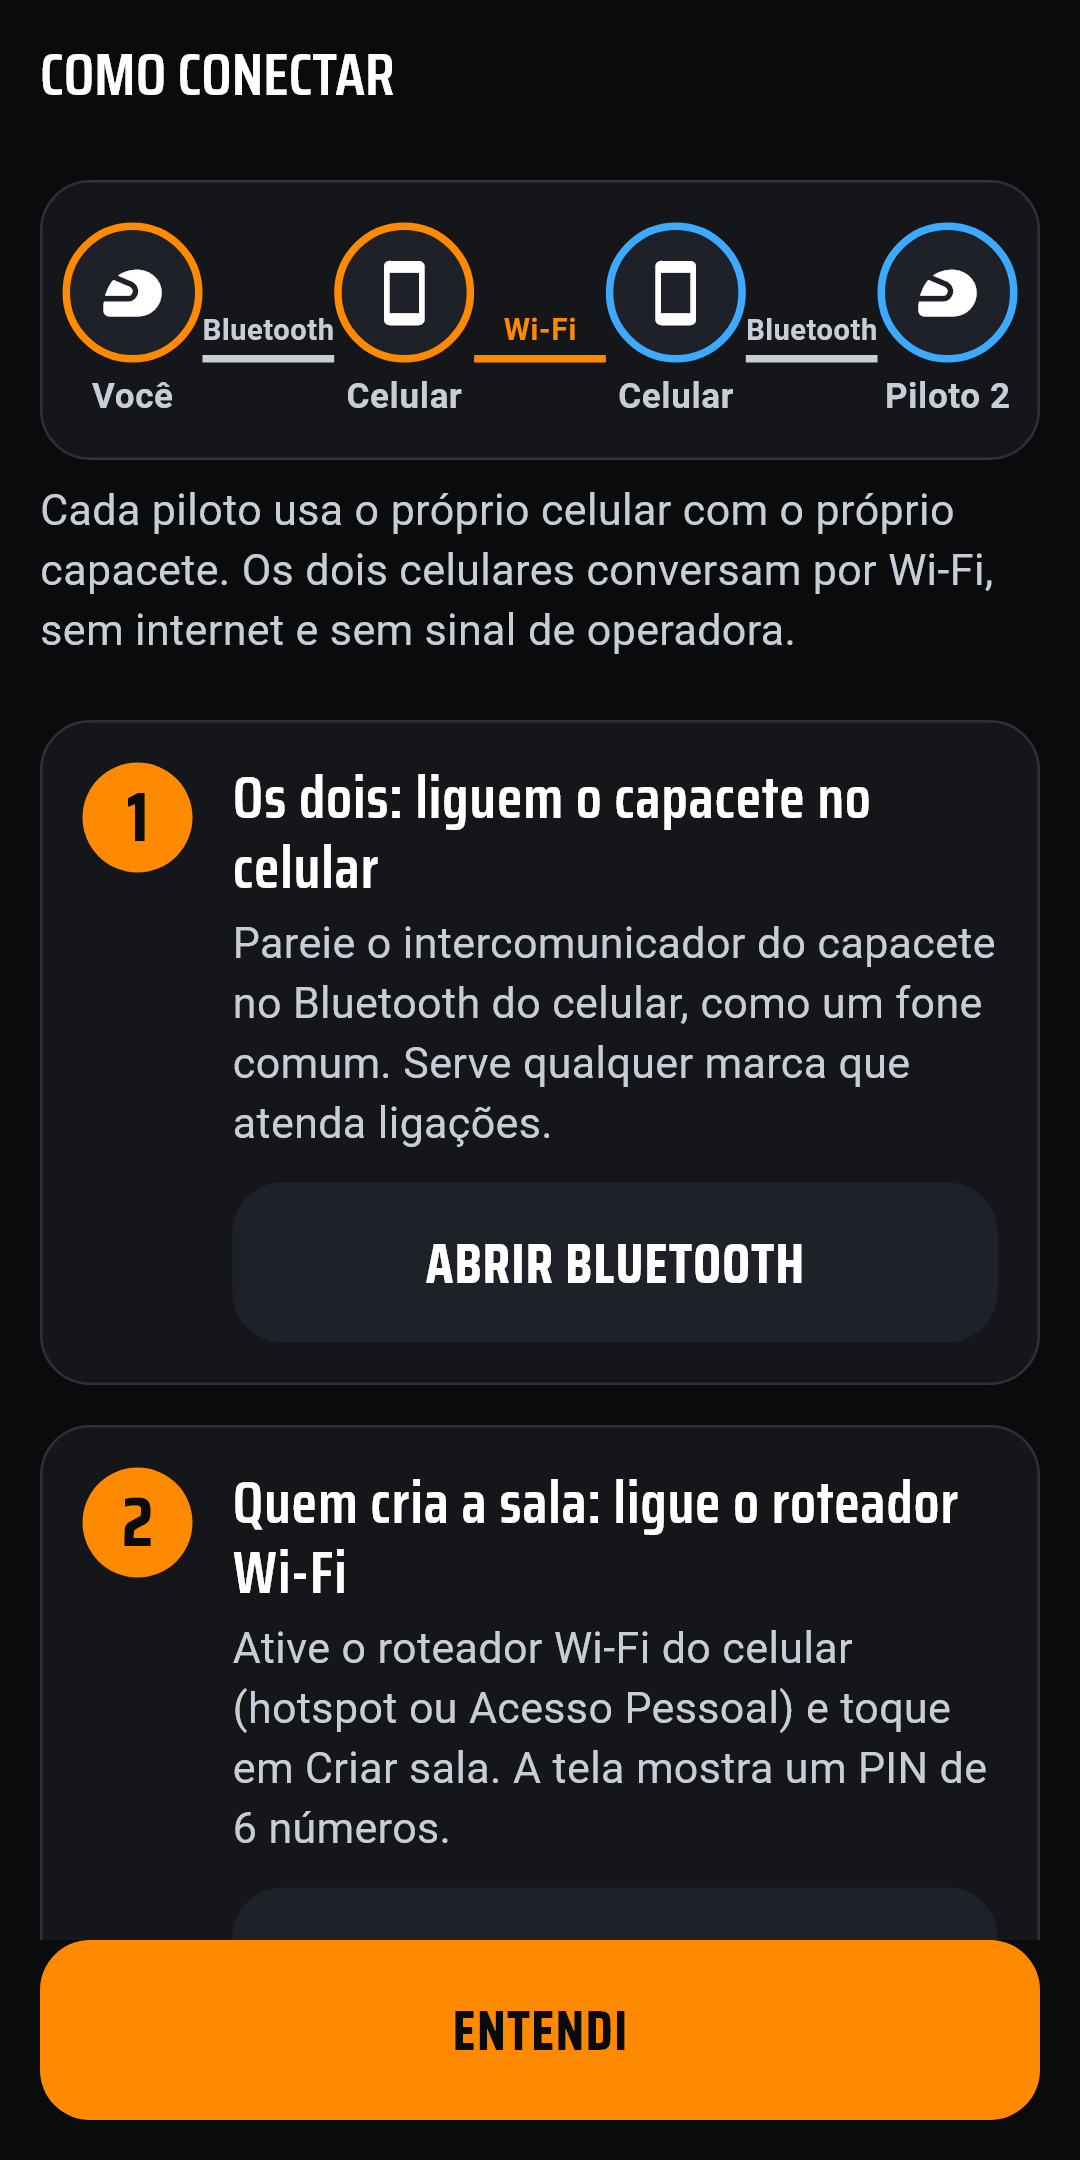 COMO CONECTAR
Bluetooth
Wi-Fi
Bluetooth
Você
Celular
Celular
Piloto 2
Cada piloto usa o próprio celular com o próprio
capacete. Os dois celulares conversam por Wi-Fi,
sem internet e sem sinal de operadora.
1
Os dois: liguem o capacete no
celular
Pareie o intercomunicador do capacete
no Bluetooth do celular, como um fone
comum. Serve qualquer marca que
atenda ligações.
ABRIR BLUETOOTH
2
Quem cria a sala: ligue o roteador
Wi-Fi
Ative o roteador Wi-Fi do celular
(hotspot ou Acesso Pessoal) e toque
em Criar sala. A tela mostra um PIN de
6 números.
ENTENDI